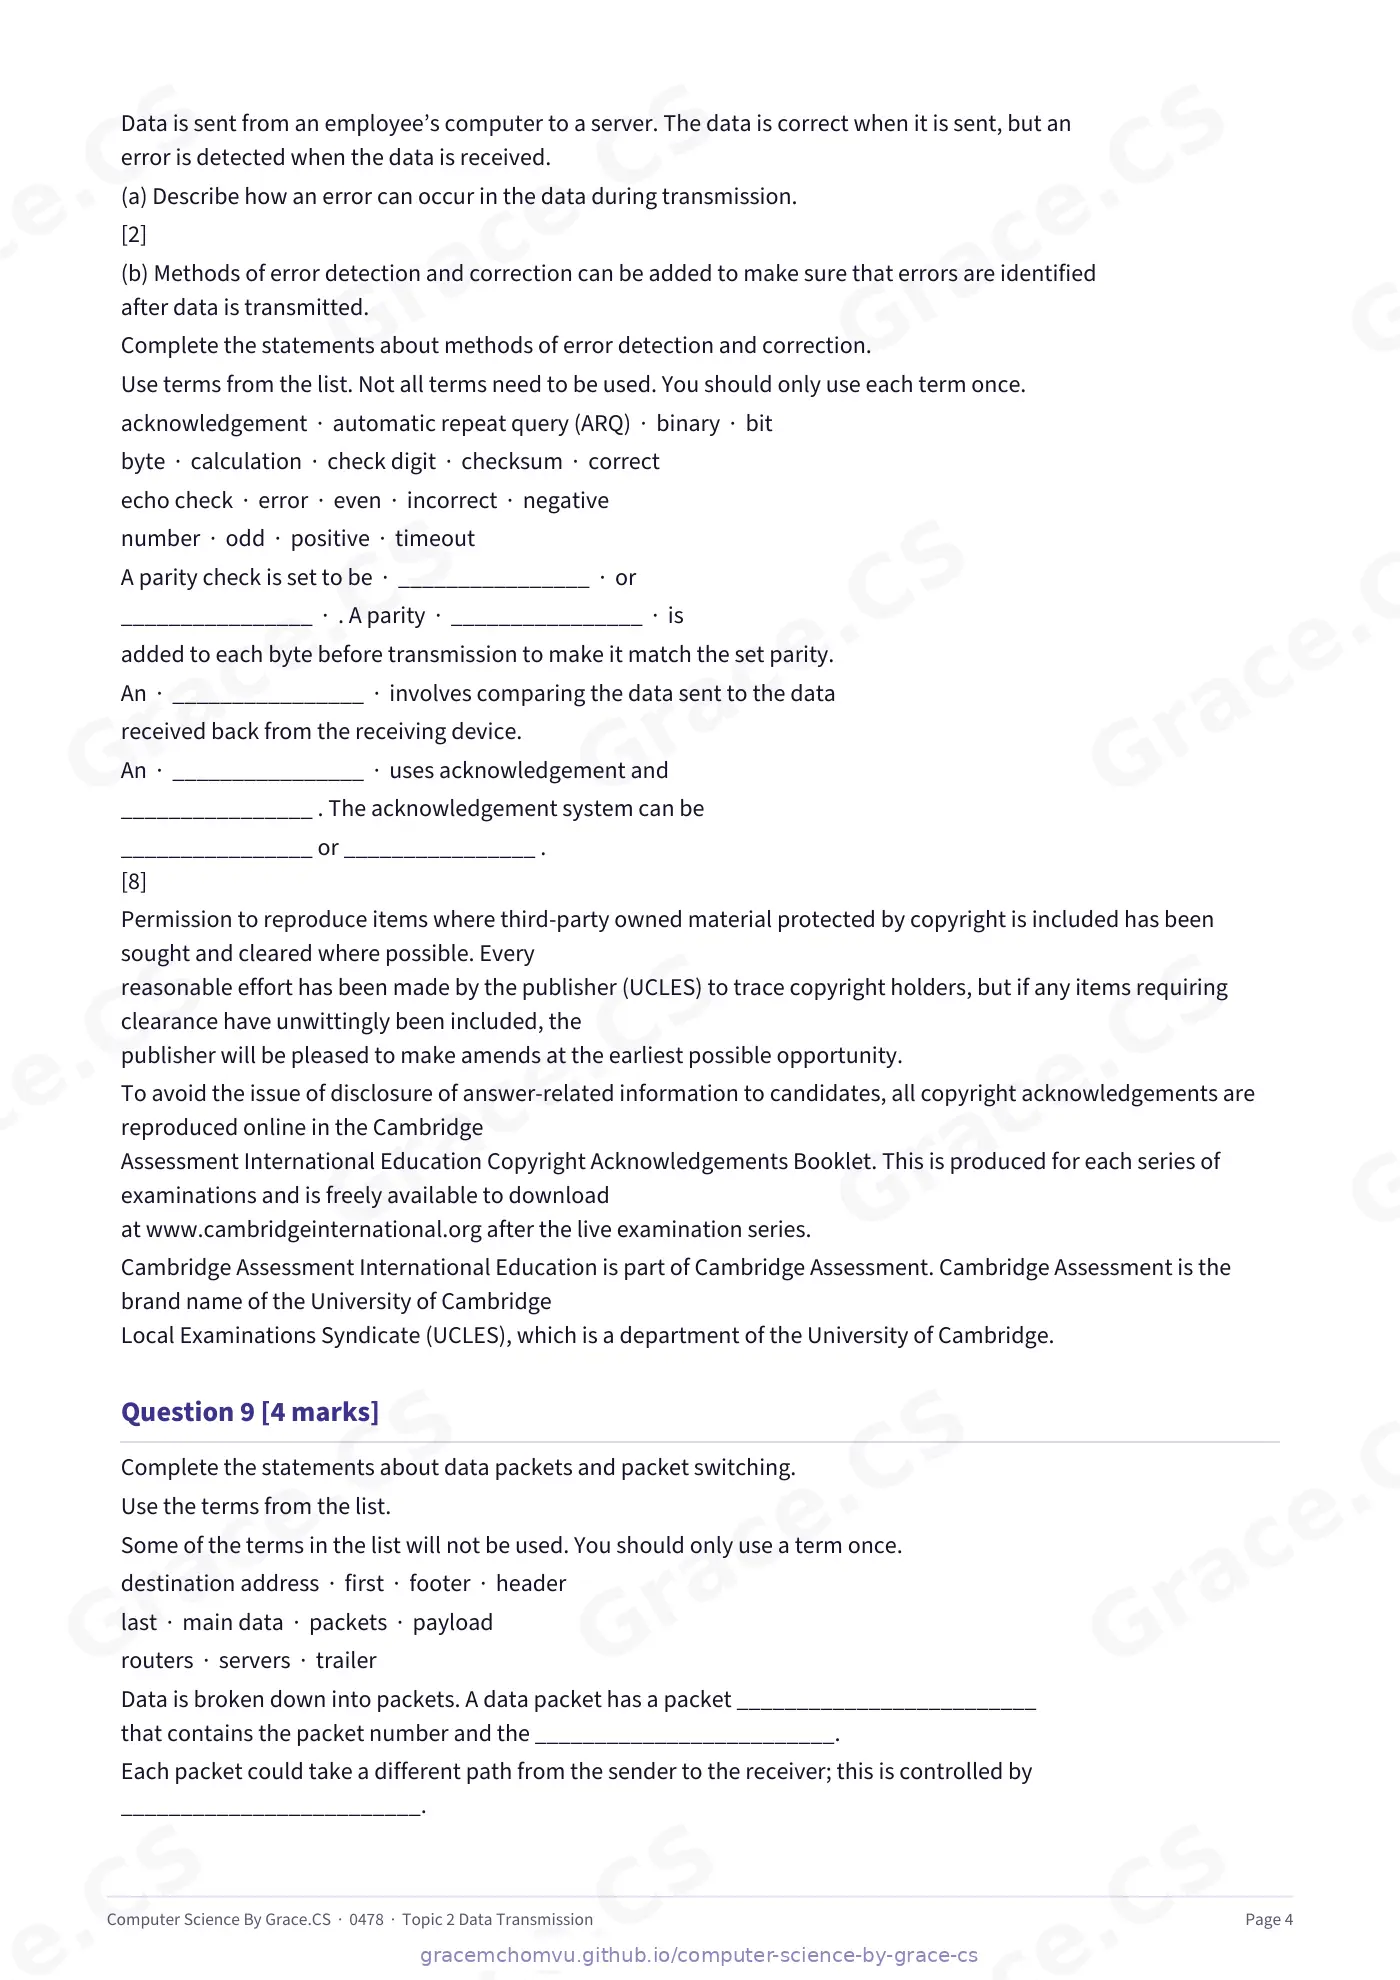 Data is sent from an employee’s computer to a server. The data is correct when it is sent, but an
error is detected when the data is received.
(a) Describe how an error can occur in the data during transmission.
[2]
(b) Methods of error detection and correction can be added to make sure that errors are identified
after data is transmitted.
Complete the statements about methods of error detection and correction.
Use terms from the list. Not all terms need to be used. You should only use each term once.
acknowledgement · automatic repeat query (ARQ) · binary · bit
byte · calculation · check digit · checksum · correct
echo check · error · even · incorrect · negative
number · odd · positive · timeout
A parity check is set to be · ________________ · or
________________ · . A parity · ________________ · is
added to each byte before transmission to make it match the set parity.
An · ________________ · involves comparing the data sent to the data
received back from the receiving device.
An · ________________ · uses acknowledgement and
________________ . The acknowledgement system can be
________________ or ________________ .
[8]
Permission to reproduce items where third-party owned material protected by copyright is included has been
sought and cleared where possible. Every
reasonable effort has been made by the publisher (UCLES) to trace copyright holders, but if any items requiring
clearance have unwittingly been included, the
publisher will be pleased to make amends at the earliest possible opportunity.
To avoid the issue of disclosure of answer-related information to candidates, all copyright acknowledgements are
reproduced online in the Cambridge
Assessment International Education Copyright Acknowledgements Booklet. This is produced for each series of
examinations and is freely available to download
at www.cambridgeinternational.org after the live examination series.
Cambridge Assessment International Education is part of Cambridge Assessment. Cambridge Assessment is the
brand name of the University of Cambridge
Local Examinations Syndicate (UCLES), which is a department of the University of Cambridge.
Question 9 [4 marks]
Complete the statements about data packets and packet switching.
Use the terms from the list.
Some of the terms in the list will not be used. You should only use a term once.
destination address · first · footer · header
last · main data · packets · payload
routers · servers · trailer
Data is broken down into packets. A data packet has a packet _________________________
that contains the packet number and the _________________________.
Each packet could take a different path from the sender to the receiver; this is controlled by
_________________________.
Computer Science By Grace.CS · 0478 · Topic 2 Data Transmission
Page 4
gracemchomvu.github.io/computer-science-by-grace-cs